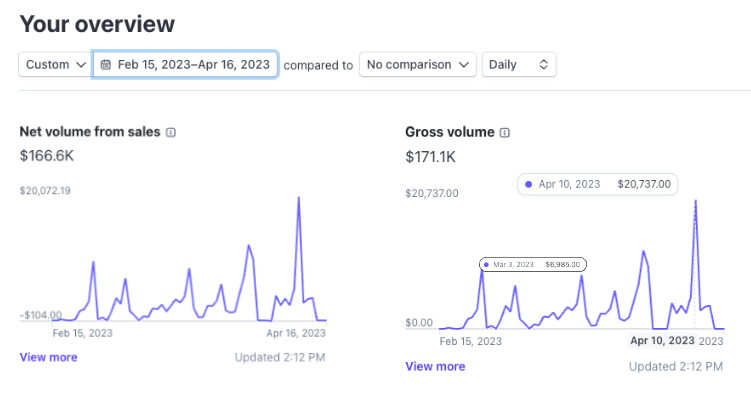 Your overview
Custom Feb 15, 2023–Apr 16, 2023 compared to No comparison Daily
Net volume from sales
$166.6K
$20,072.19
-$104.00
Feb 15, 2023 Apr 16, 2023
View more Updated 2:12 PM
Gross volume
$171.1K
$20,737.00
Apr 10, 2023 $20,737.00
Mar 3, 2023 $6,985.00
$0.00
Feb 15, 2023 Apr 10, 2023 2023
View more Updated 2:12 PM